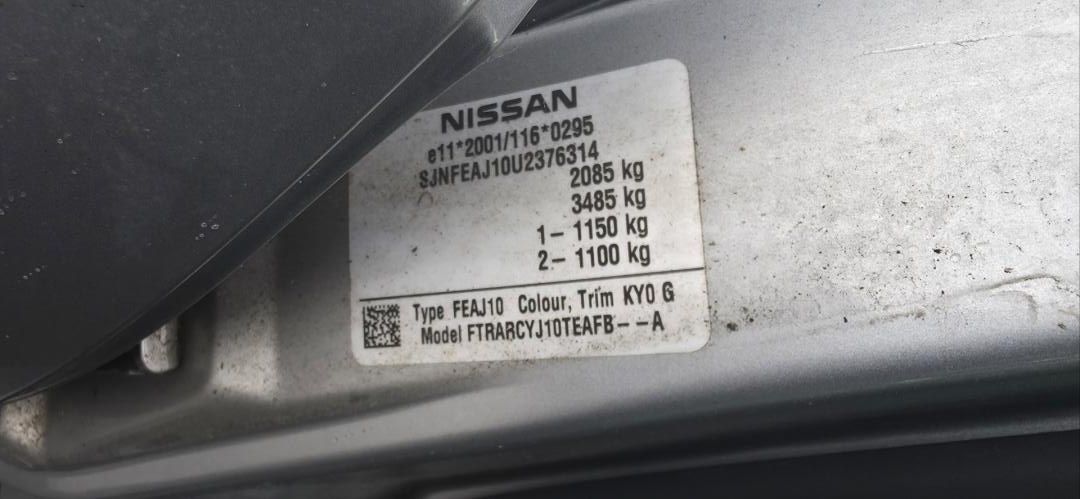 NISSAN
e11*2001/116*0295
SJNFEAJ10U2376314
2085 kg
3485 kg
1- 1150 kg
2- 1100 kg
Type FEAJ10 Colour, Trim KY0 G
Model FTRARCYJ10TEAFB--A